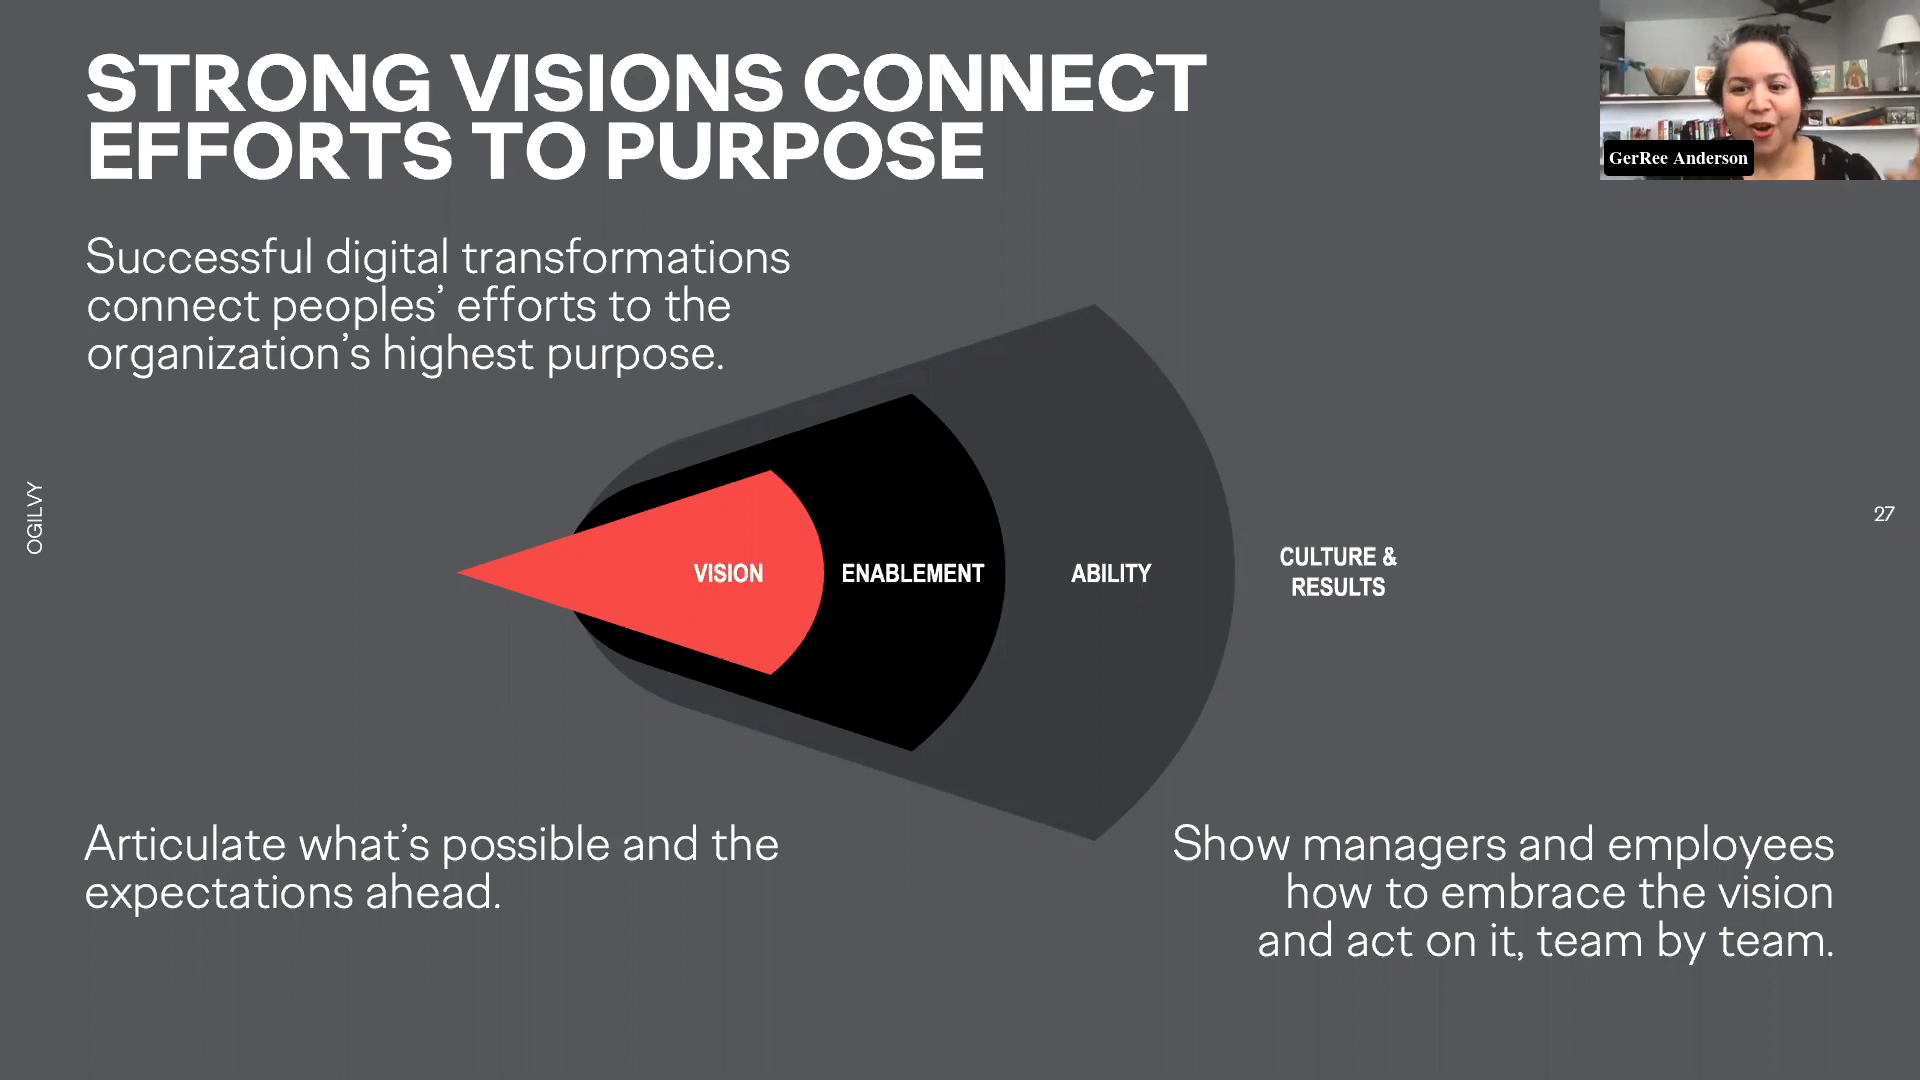 STRONG VISIONS CONNECT
EFFORTS TO PURPOSE
GerRee Anderson
Successful digital transformations
connect peoples’ efforts to the
organization’s highest purpose.
OGILVY
27
VISION
ENABLEMENT
ABILITY
CULTURE &
RESULTS
Articulate what’s possible and the
expectations ahead.
Show managers and employees
how to embrace the vision
and act on it, team by team.